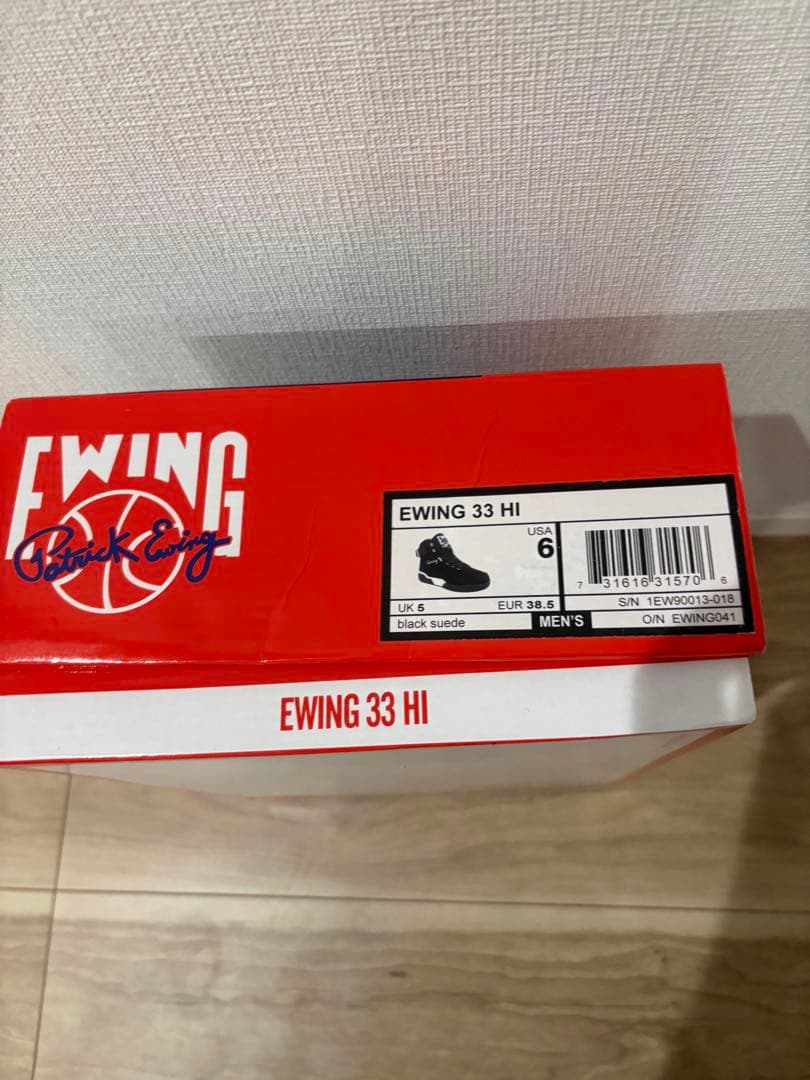 EWING
Patrick Ewing
EWING 33 HI
USA
6
7 31616 31570 6
UK 5 EUR 38.5
S/N 1EW90013-018
black suede
MEN'S
O/N EWING041
EWING 33 HI